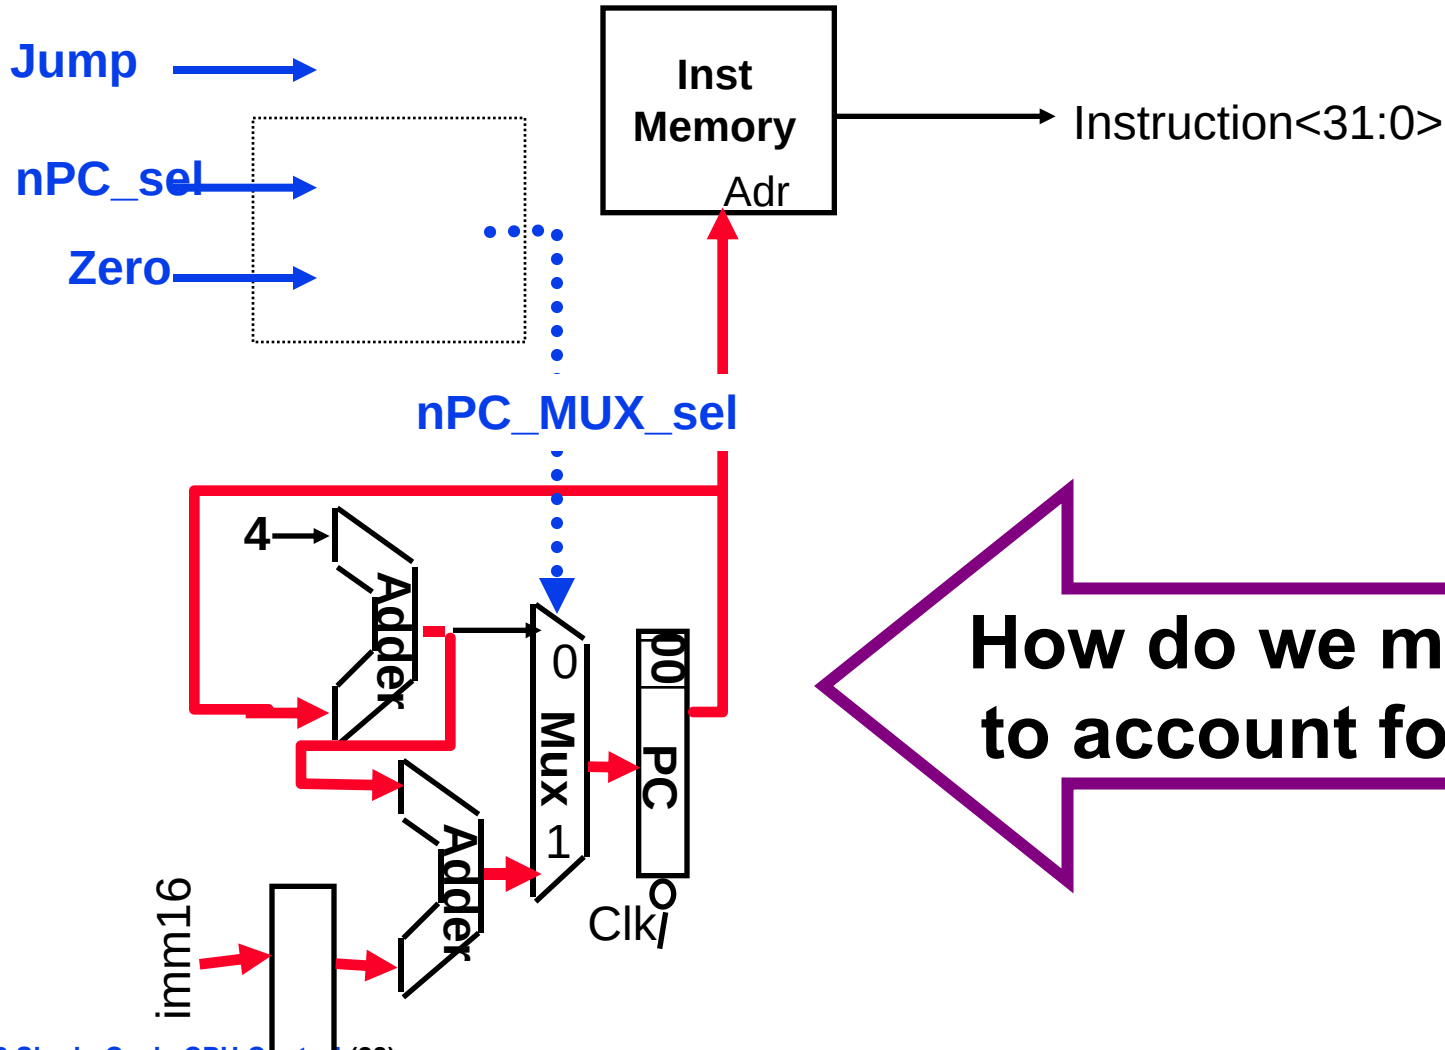 Jump
Inst
Memory
Adr
Instruction<31:0>
nPC_sel
Zero
nPC_MUX_sel
4
Adder
0
Mux
1
00
PC
Adder
How do we m
to account fo
Clk
imm16